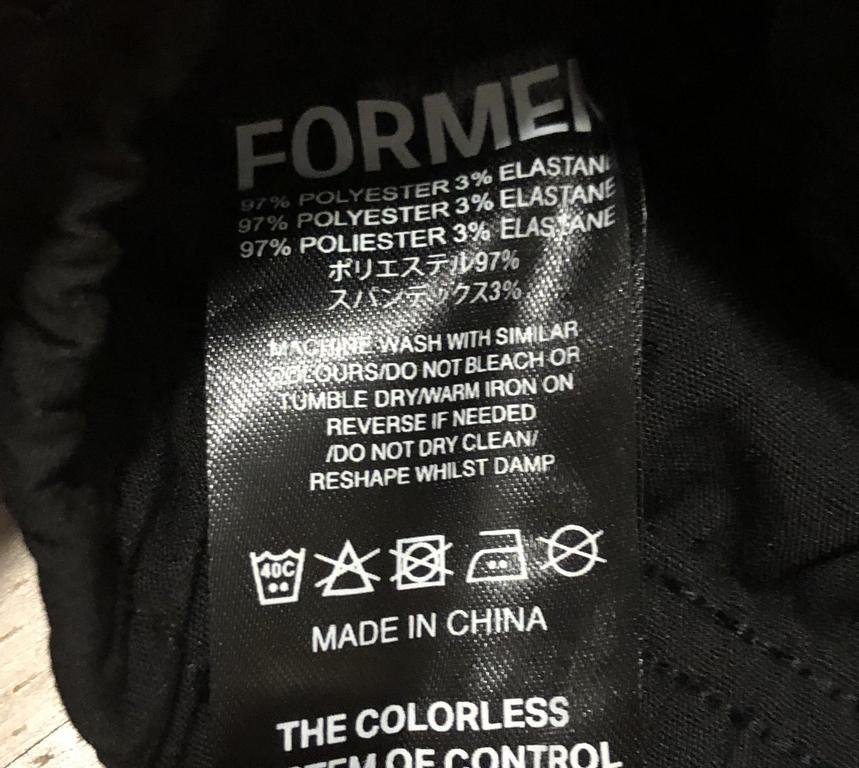 FORMER
97% POLYESTER 3% ELASTANE
97% POLYESTER 3% ELASTANE
97% POLIESTER 3% ELASTANE
ポリエステル97%
スパンデックス3%
MACHINE WASH WITH SIMILAR
COLOURS/DO NOT BLEACH OR
TUMBLE DRY/WARM IRON ON
REVERSE IF NEEDED
/DO NOT DRY CLEAN/
RESHAPE WHILST DAMP
40C
MADE IN CHINA
THE COLORLESS
OF CONTROL